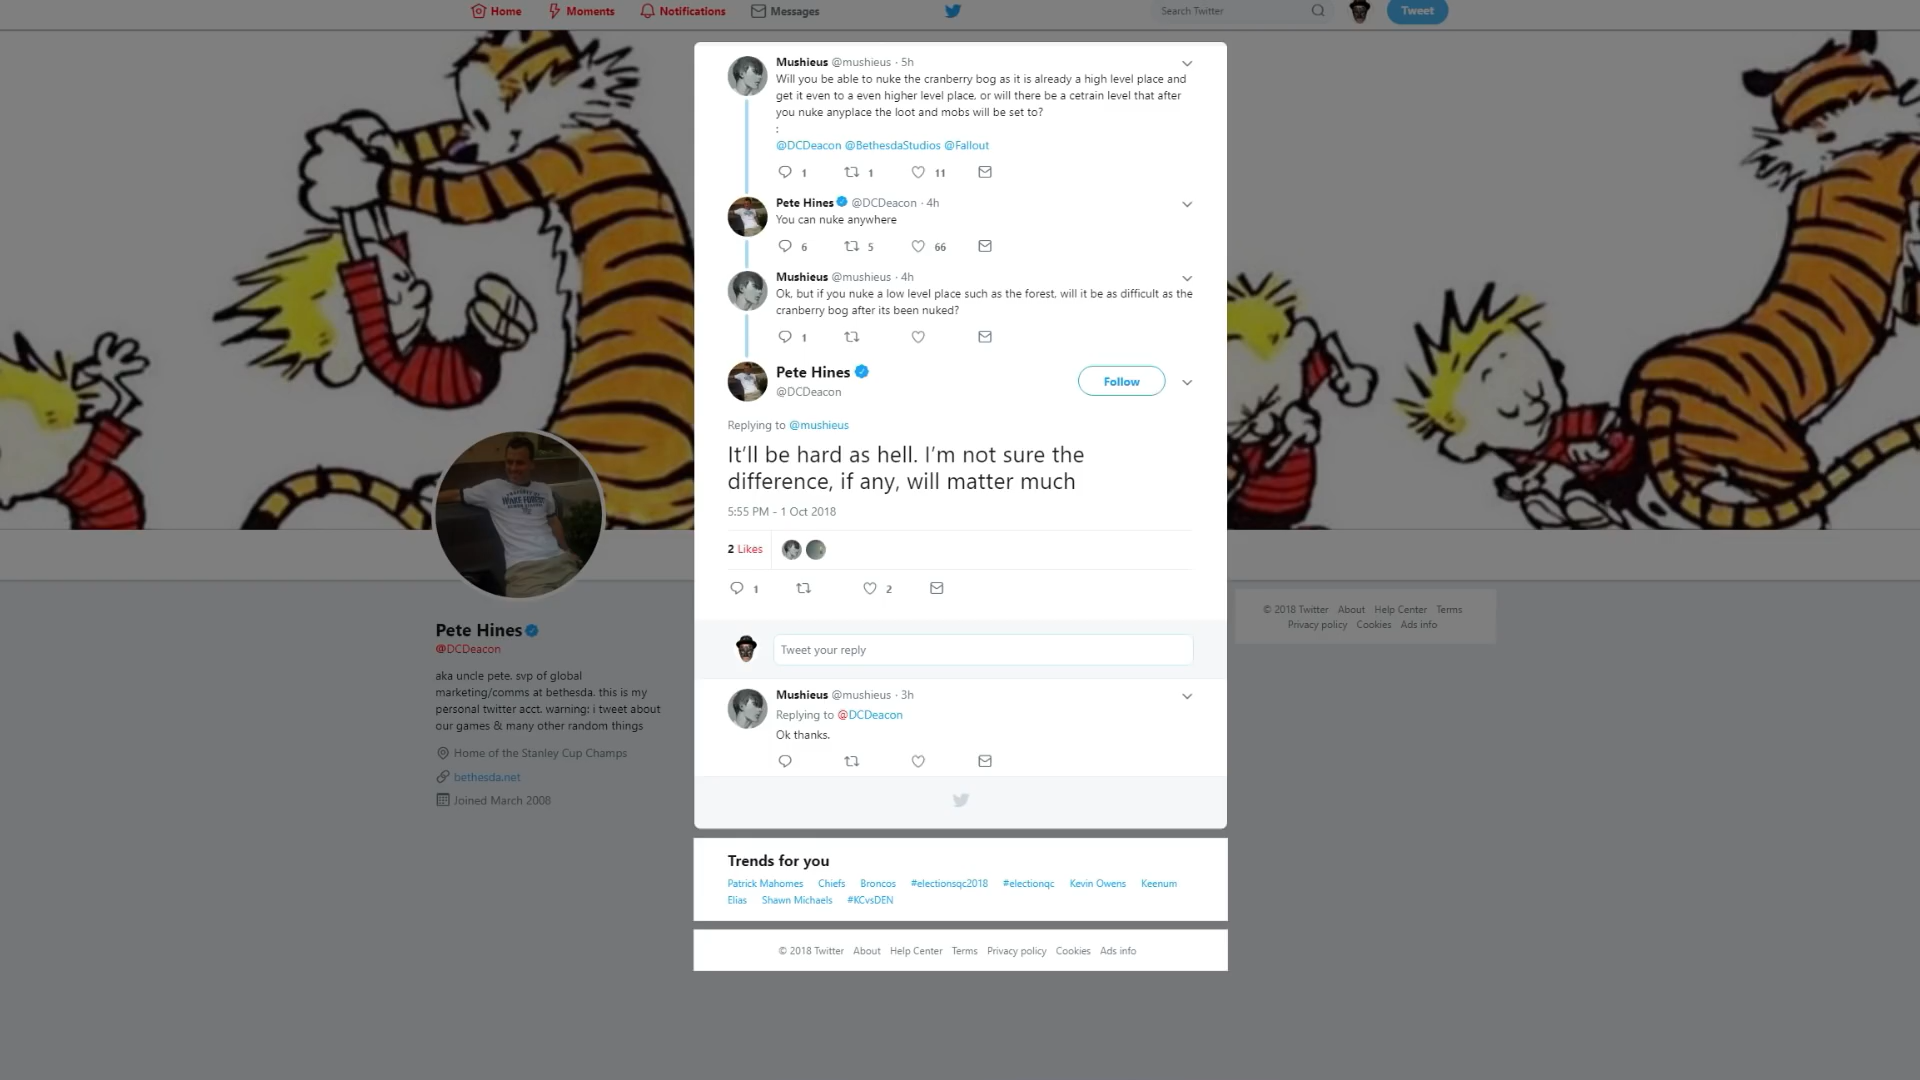 Home Moments Notifications Messages Search Twitter Tweet
Mushieus @mushieus · 5h
Will you be able to nuke the cranberry bog as it is already a high level place and
get it even to a even higher level place, or will there be a cetrain level that after
you nuke anyplace the loot and mobs will be set to?
:
@DCDeacon @BethesdaStudios @Fallout
1 1 11
Pete Hines @DCDeacon · 4h
You can nuke anywhere
6 5 66
Mushieus @mushieus · 4h
Ok, but if you nuke a low level place such as the forest, will it be as difficult as the
cranberry bog after its been nuked?
1
Pete Hines
@DCDeacon
Follow
Replying to @mushieus
It’ll be hard as hell. I’m not sure the
difference, if any, will matter much
5:55 PM - 1 Oct 2018
2 Likes
1 2
Tweet your reply
Mushieus @mushieus · 3h
Replying to @DCDeacon
Ok thanks.
Trends for you
Patrick Mahomes Chiefs Broncos #electionsqc2018 #electionqc Kevin Owens Keenum
Elias Shawn Michaels #KCvsDEN
© 2018 Twitter About Help Center Terms Privacy policy Cookies Ads info
WAKE FOREST
Pete Hines
@DCDeacon
aka uncle pete. svp of global
marketing/comms at bethesda. this is my
personal twitter acct. warning: i tweet about
our games & many other random things
Home of the Stanley Cup Champs
bethesda.net
Joined March 2008
© 2018 Twitter About Help Center Terms
Privacy policy Cookies Ads info